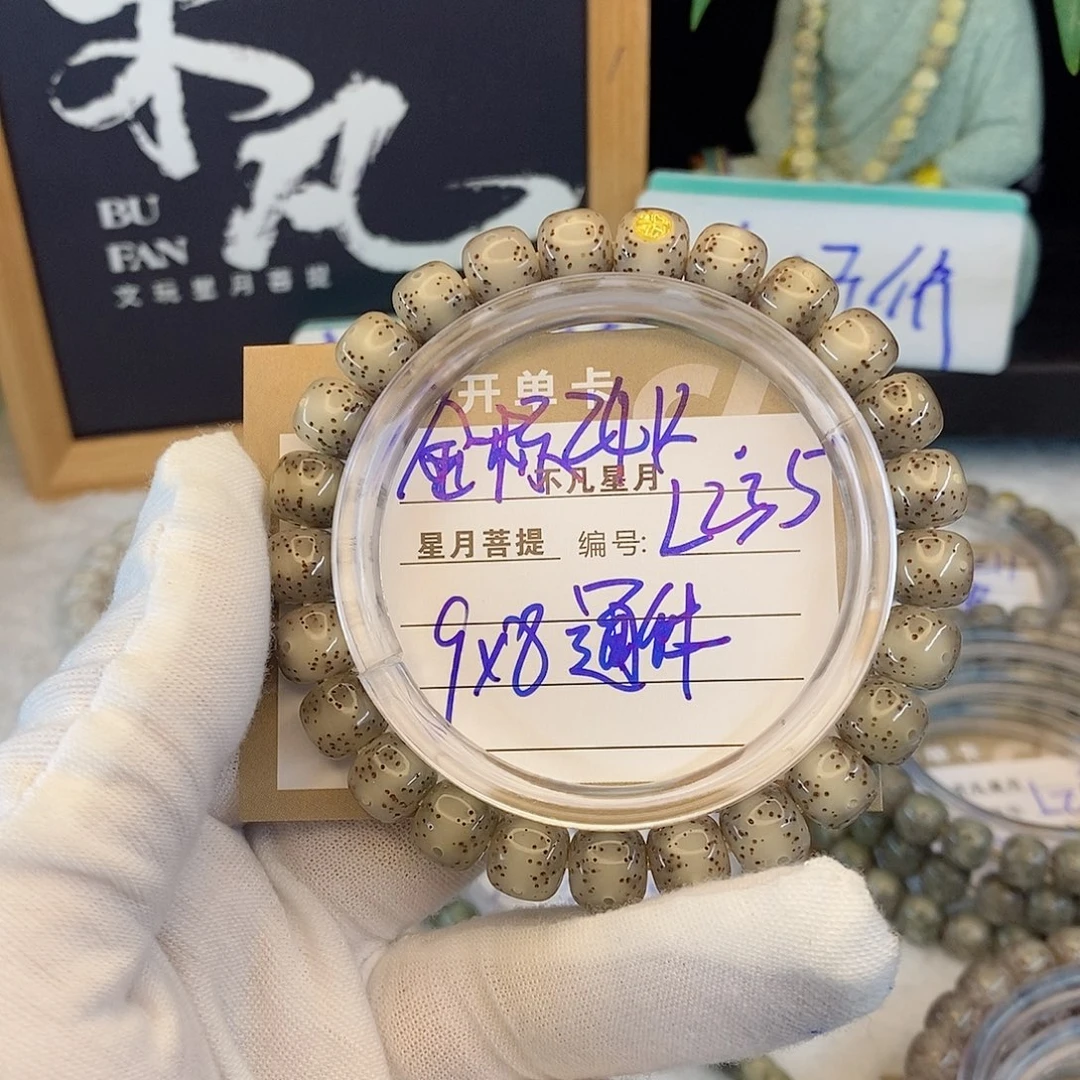 不凡
BU
FAN
文玩星月菩提
开单卡
金标24K
不凡星月
星月菩提 编号: L235
9x8通件